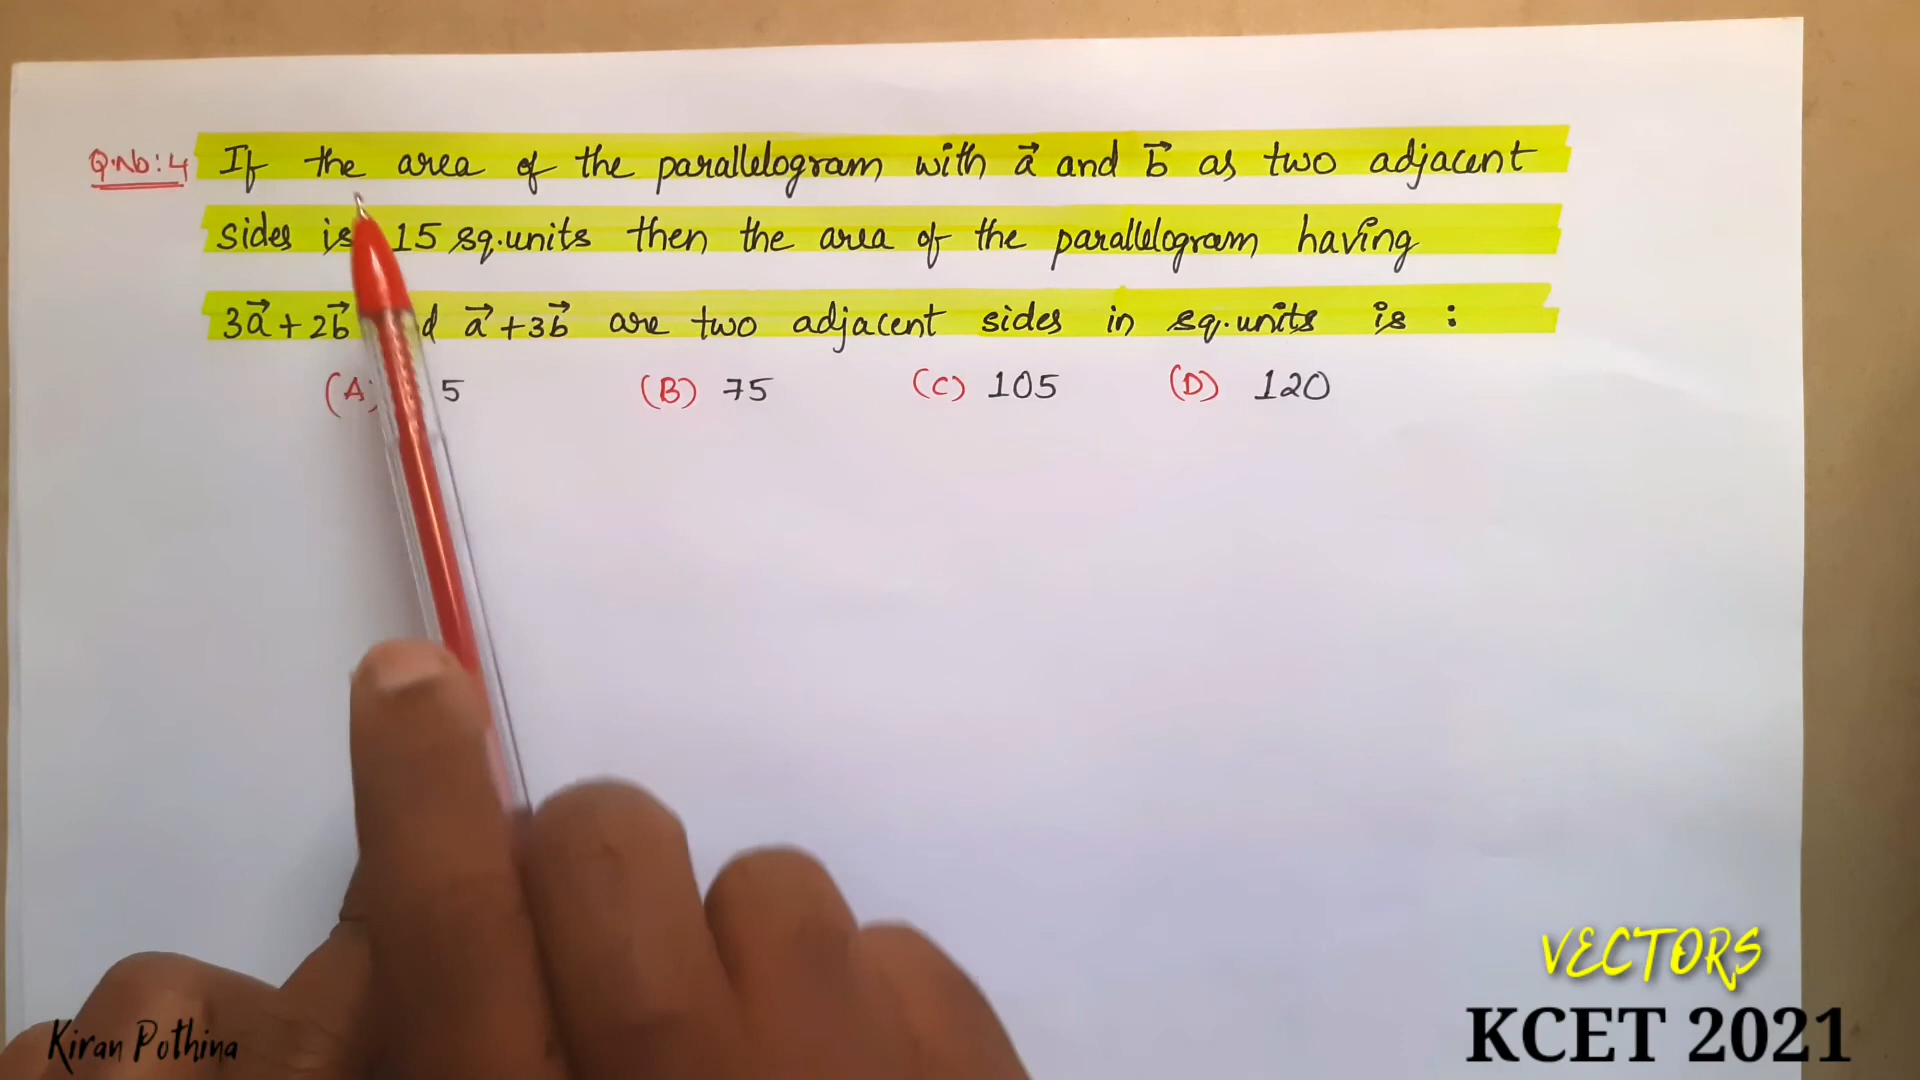 Q.No:4 If the area of the parallelogram with a⃗ and b⃗ as two adjacent
sides is 15 sq.units then the area of the parallelogram having
3a⃗+2b⃗ d a⃗+3b⃗ are two adjacent sides in sq.units is :
(A) 5 (B) 75 (C) 105 (D) 120
VECTORS
KCET 2021
Kiran Pothina